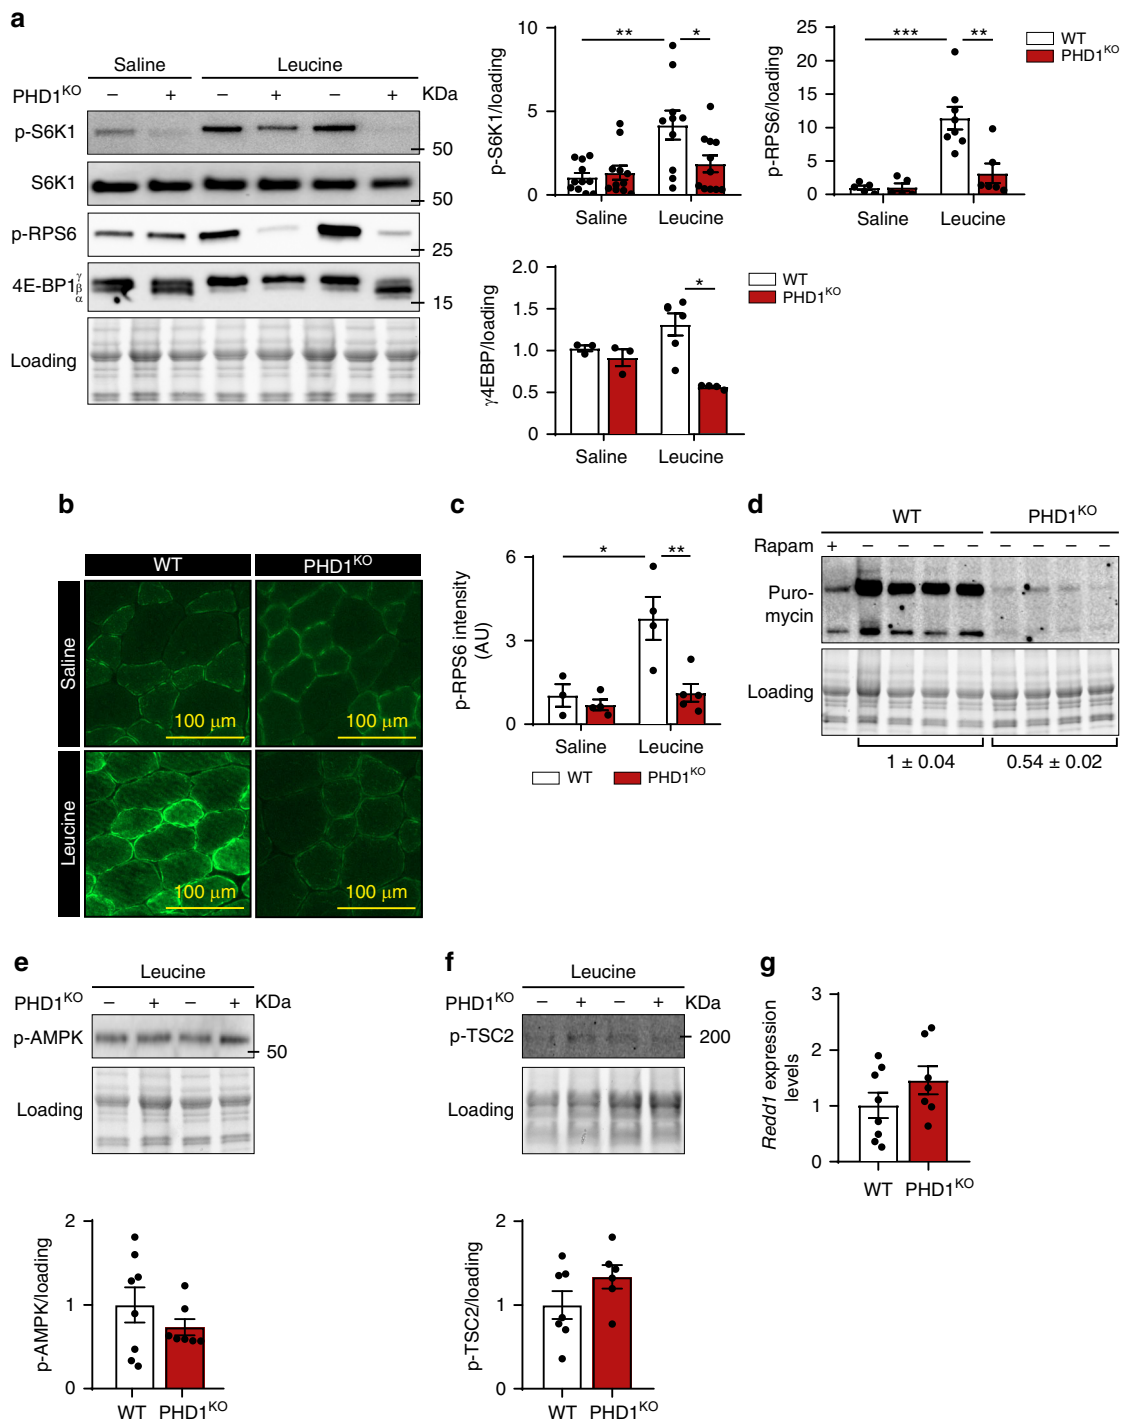 a
Saline Leucine
PHD1KO − + − + − + KDa
p-S6K1
50
S6K1
50
p-RPS6
25
4E-BP1 γ β α
15
Loading
p-S6K1/loading
10
5
0
** *
Saline Leucine
p-RPS6/loading
25
20
15
10
5
0
*** **
Saline Leucine
WT
PHD1KO
γ4EBP/loading
2.0
1.5
1.0
0.5
0
*
Saline Leucine
WT
PHD1KO
b
WT PHD1KO
Saline
100 μm 100 μm
Leucine
100 μm 100 μm
c
p-RPS6 intensity
(AU)
6
3
0
* **
Saline Leucine
WT PHD1KO
d
WT PHD1KO
Rapam + − − − − − − − −
Puro-
mycin
Loading
1 ± 0.04 0.54 ± 0.02
e
Leucine
PHD1KO − + − + KDa
p-AMPK
50
Loading
p-AMPK/loading
2
1
0
WT PHD1KO
f
Leucine
PHD1KO − + − + KDa
p-TSC2 200
Loading
p-TSC2/loading
2
1
0
WT PHD1KO
g
Redd1 expression
levels
3
2
1
0
WT PHD1KO